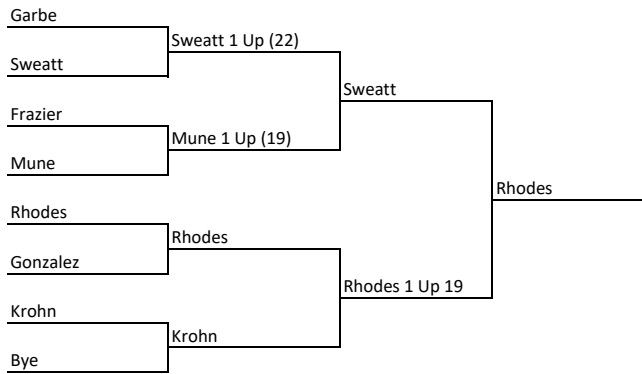 Garbe
Sweatt 1 Up (22)
Sweatt
Sweatt
Frazier
Mune 1 Up (19)
Mune
Rhodes
Rhodes
Rhodes
Gonzalez
Rhodes 1 Up 19
Krohn
Krohn
Bye